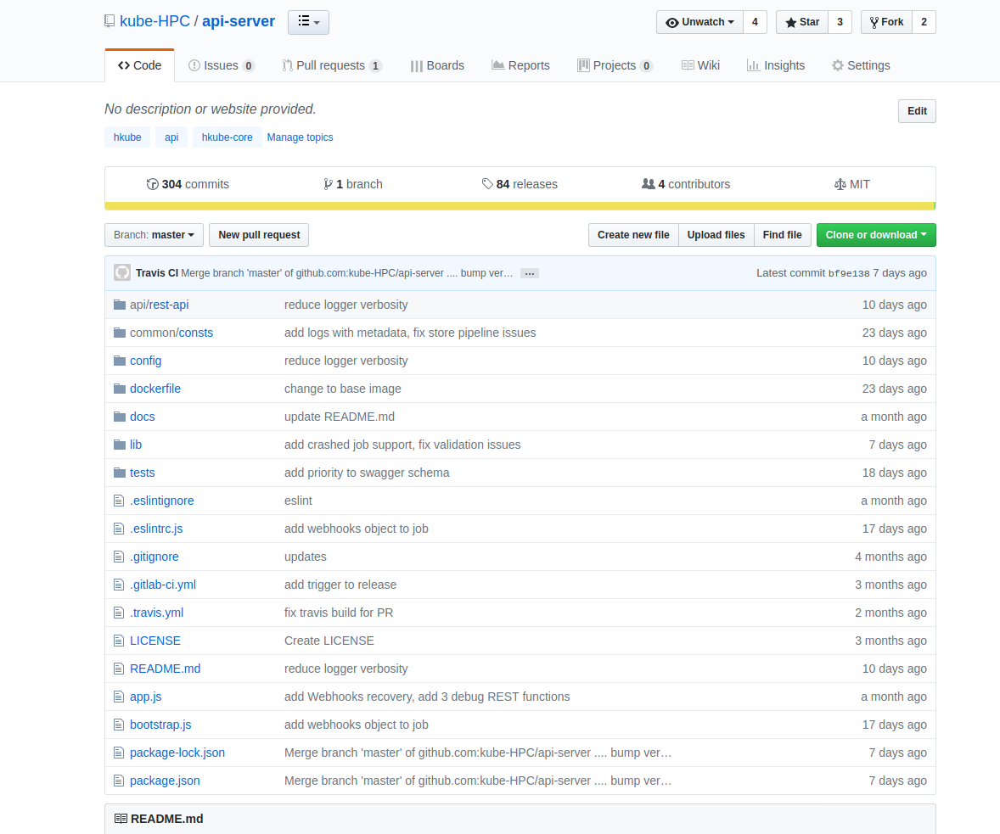 kube-HPC / api-server
Unwatch 4 Star 3 Fork 2
Code Issues 0 Pull requests 1 Boards Reports Projects 0 Wiki Insights Settings
No description or website provided.
Edit
hkube api hkube-core Manage topics
304 commits 1 branch 84 releases 4 contributors MIT
Branch: master New pull request Create new file Upload files Find file Clone or download
Travis CI Merge branch 'master' of github.com:kube-HPC/api-server .... bump ver… … Latest commit bf9e138 7 days ago
api/rest-api reduce logger verbosity 10 days ago
common/consts add logs with metadata, fix store pipeline issues 23 days ago
config reduce logger verbosity 10 days ago
dockerfile change to base image 23 days ago
docs update README.md a month ago
lib add crashed job support, fix validation issues 7 days ago
tests add priority to swagger schema 18 days ago
.eslintignore eslint a month ago
.eslintrc.js add webhooks object to job 17 days ago
.gitignore updates 4 months ago
.gitlab-ci.yml add trigger to release 3 months ago
.travis.yml fix travis build for PR 2 months ago
LICENSE Create LICENSE 3 months ago
README.md reduce logger verbosity 10 days ago
app.js add Webhooks recovery, add 3 debug REST functions a month ago
bootstrap.js add webhooks object to job 17 days ago
package-lock.json Merge branch 'master' of github.com:kube-HPC/api-server .... bump ver… 7 days ago
package.json Merge branch 'master' of github.com:kube-HPC/api-server .... bump ver… 7 days ago
README.md